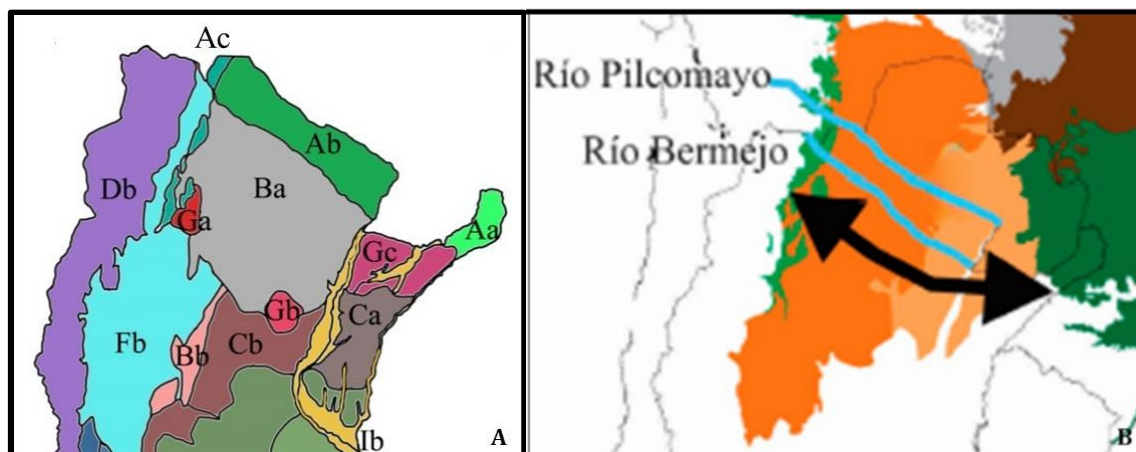 Ac
Ab
Db
Ba
Ga
Aa
Gc
Gb
Ca
Fb
Bb
Cb
Ib
A
Río Pilcomayo
Río Bermejo
B